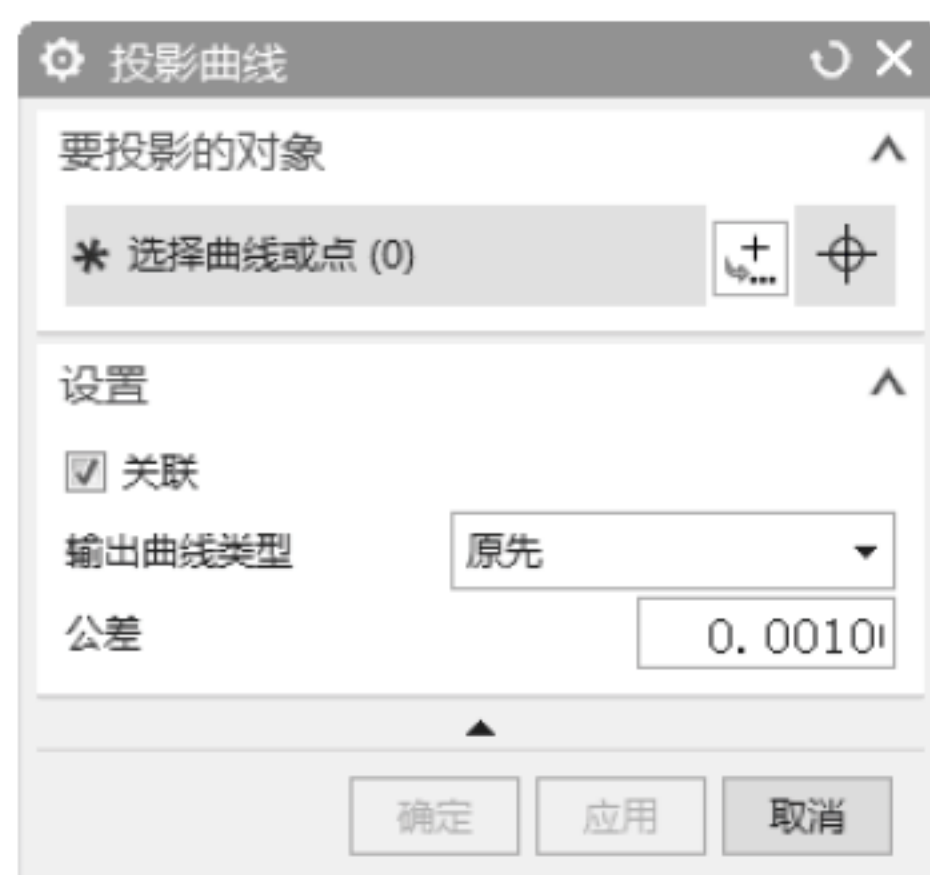 投影曲线
要投影的对象
* 选择曲线或点 (0)
设置
关联
输出曲线类型 原先
公差 0.0010
确定 应用 取消